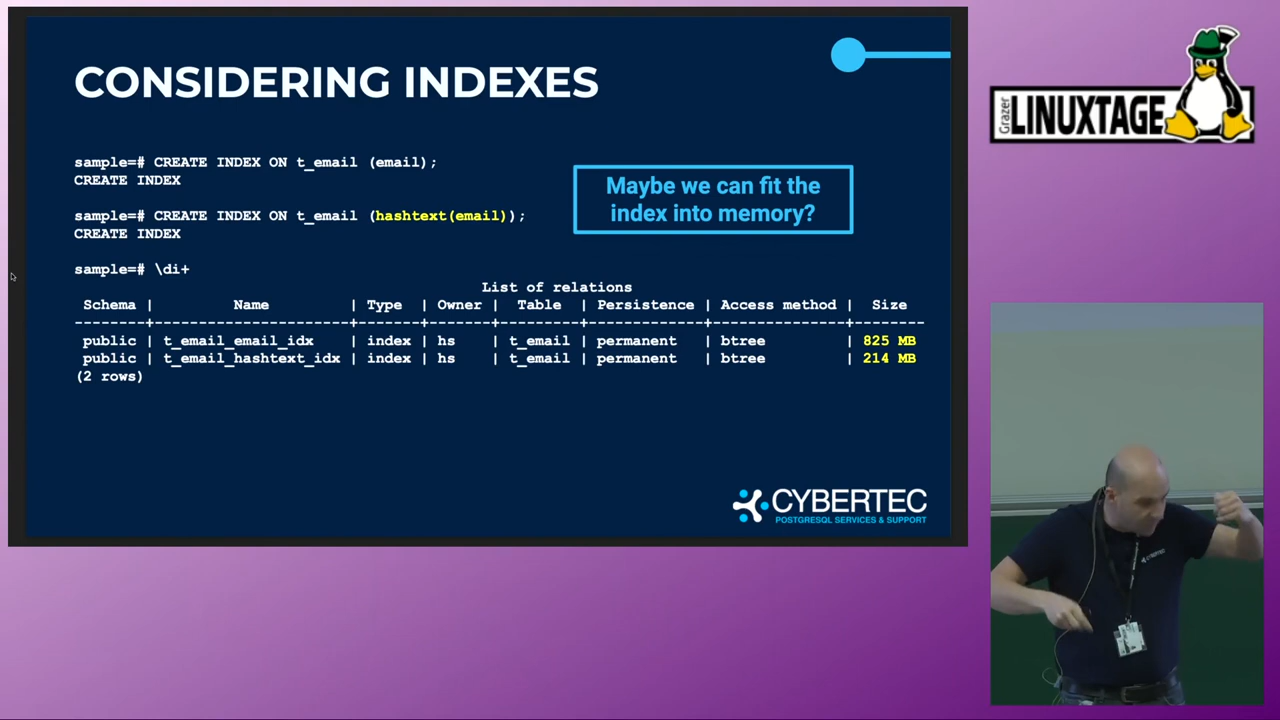 CONSIDERING INDEXES
sample=# CREATE INDEX ON t_email (email);
CREATE INDEX
sample=# CREATE INDEX ON t_email (hashtext(email));
CREATE INDEX
Maybe we can fit the
index into memory?
sample=# \di+
List of relations
Schema | Name | Type | Owner | Table | Persistence | Access method | Size
--------+----------------------+-------+-------+---------+-------------+---------------+--------
public | t_email_email_idx | index | hs | t_email | permanent | btree | 825 MB
public | t_email_hashtext_idx | index | hs | t_email | permanent | btree | 214 MB
(2 rows)
CYBERTEC
POSTGRESQL SERVICES & SUPPORT
Grazer
LINUXTAGE
CYBERTEC